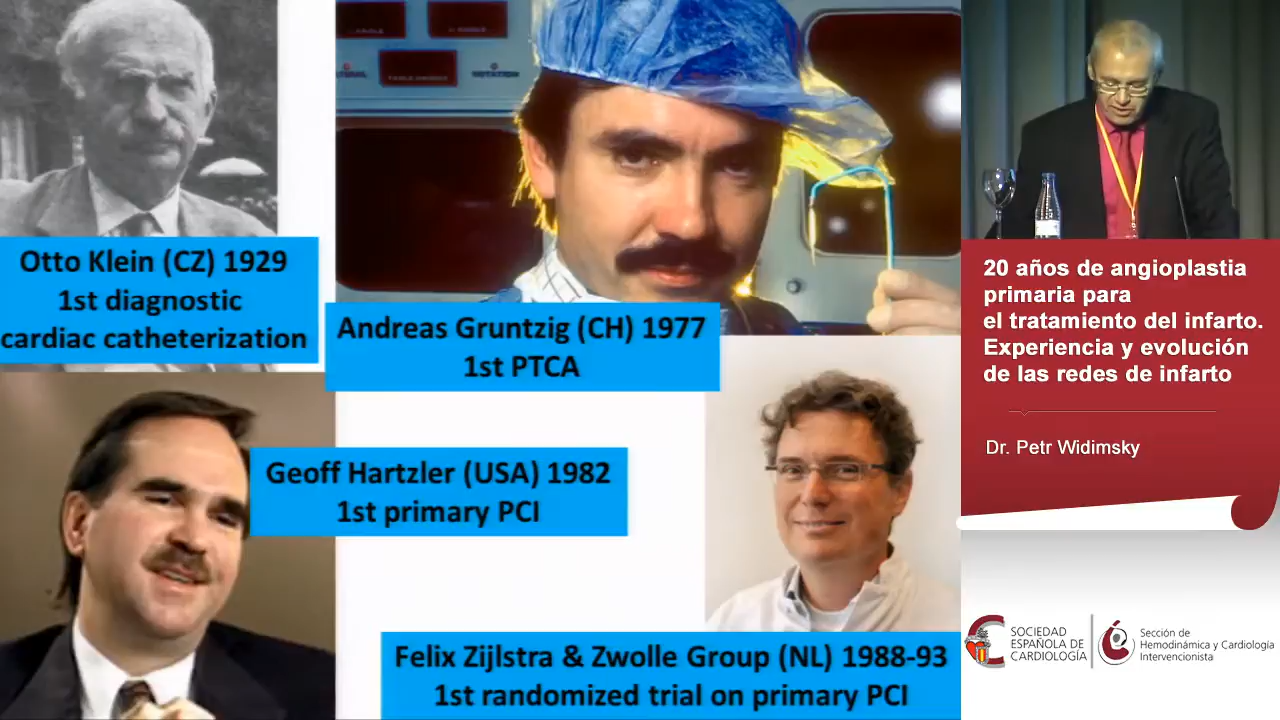 Otto Klein (CZ) 1929
1st diagnostic
cardiac catheterization
Andreas Gruntzig (CH) 1977
1st PTCA
Geoff Hartzler (USA) 1982
1st primary PCI
Felix Zijlstra & Zwolle Group (NL) 1988-93
1st randomized trial on primary PCI
20 años de angioplastia
primaria para
el tratamiento del infarto.
Experiencia y evolución
de las redes de infarto
Dr. Petr Widimsky
SOCIEDAD
ESPAÑOLA DE
CARDIOLOGÍA
Sección de
Hemodinámica y Cardiología
Intervencionista